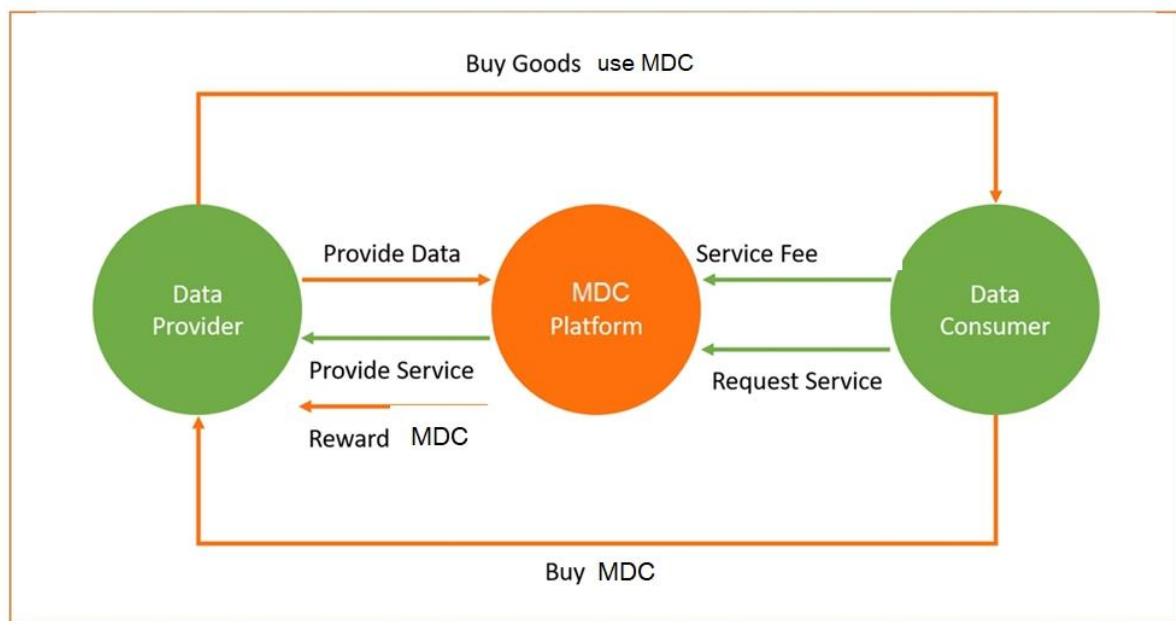 Buy Goods use MDC
Provide Data
Service Fee
Data
Provider
MDC
Platform
Data
Consumer
Provide Service
Request Service
Reward MDC
Buy MDC